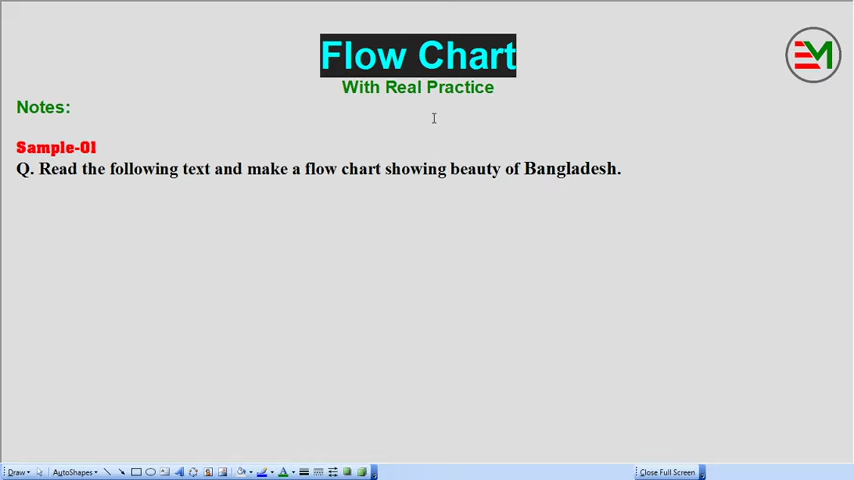 Flow Chart
With Real Practice
EM
Notes:
Sample-01
Q. Read the following text and make a flow chart showing beauty of Bangladesh.
Draw AutoShapes Close Full Screen